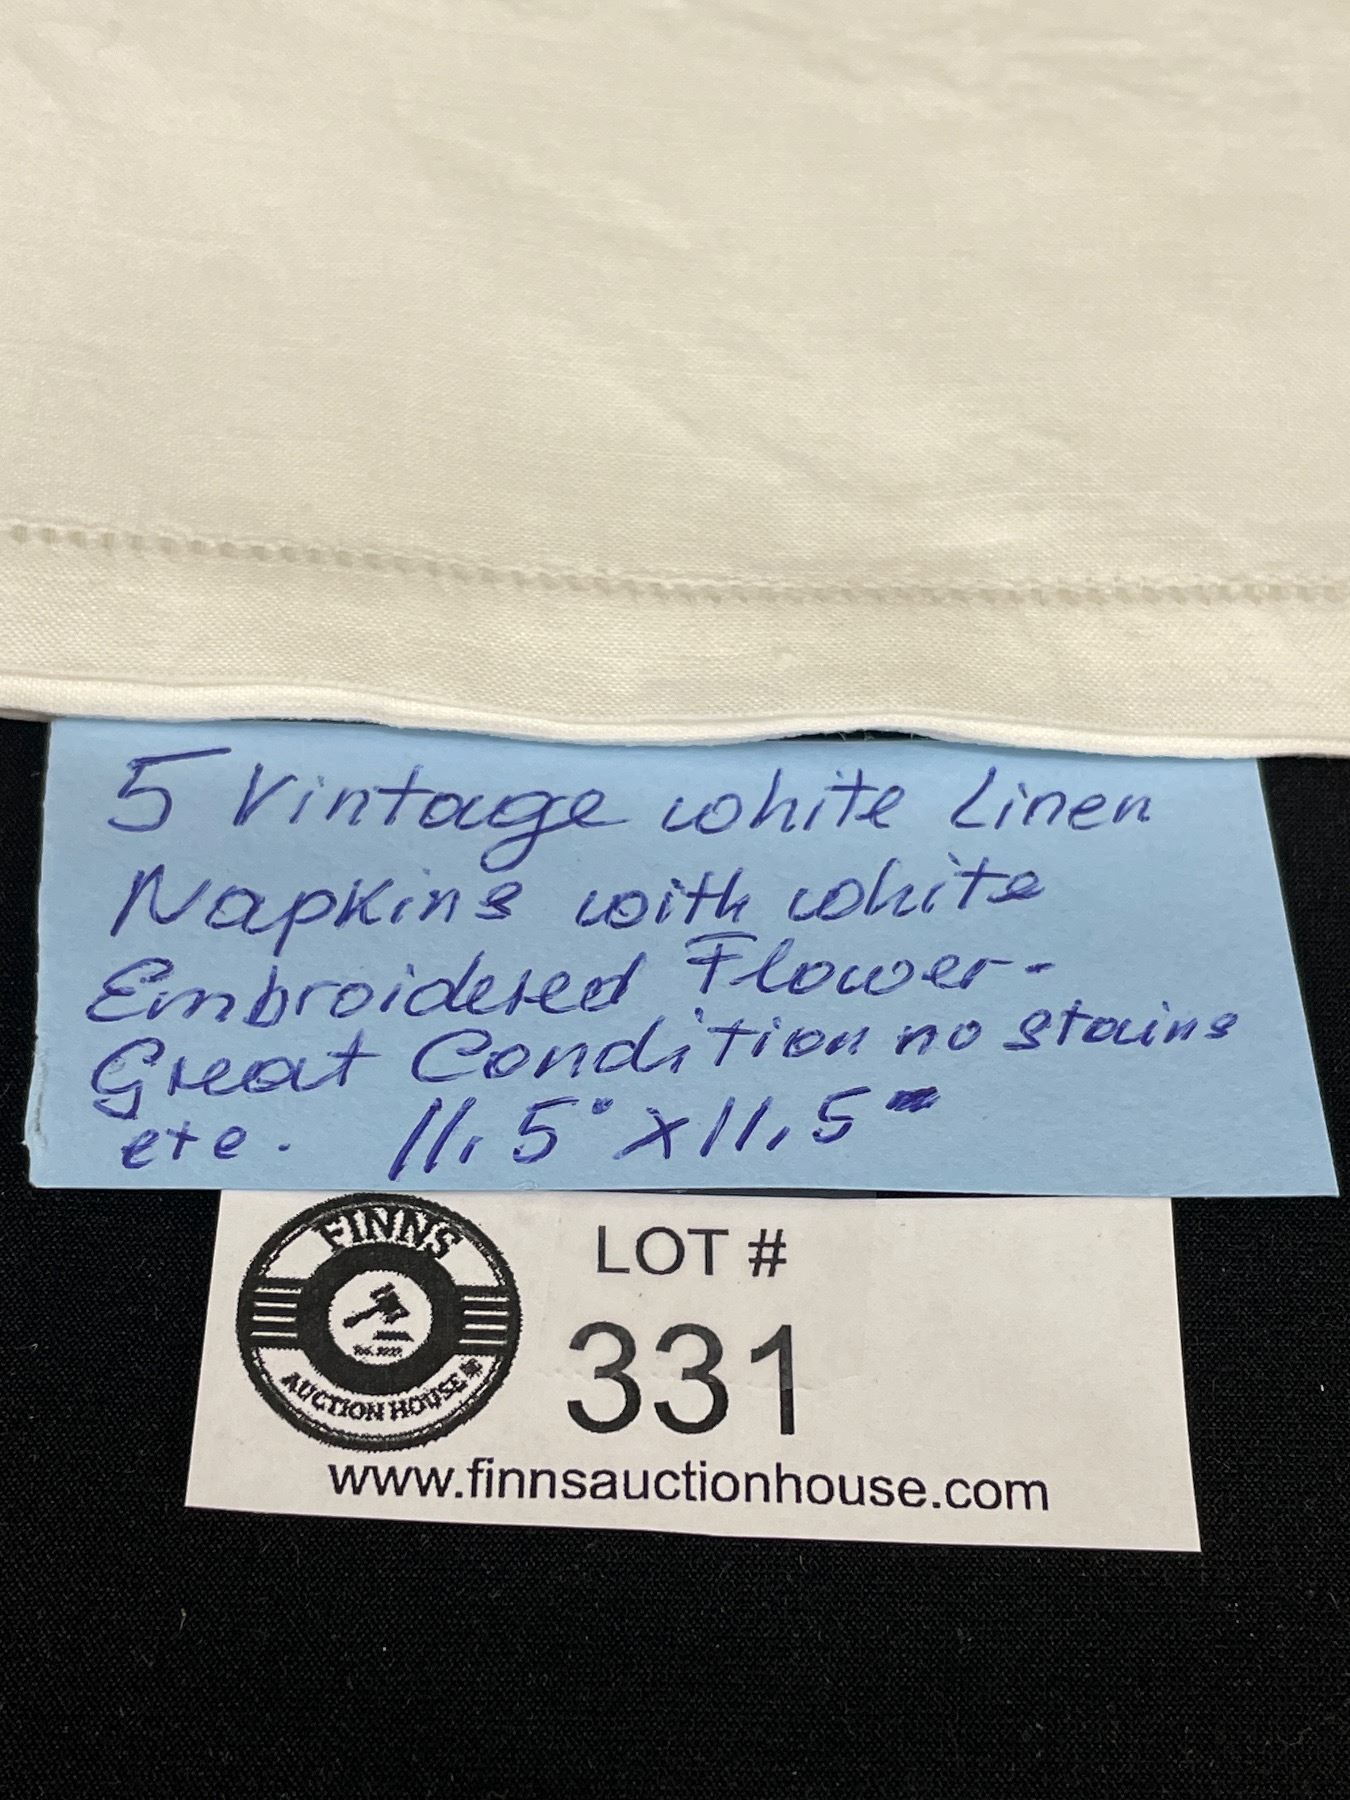 5 Vintage white Linen
Napkins with white
Embroidered Flower-
Great Condition no stains
etc. 11.5" x 11.5"
FINNS
AUCTION HOUSE
LOT #
331
www.finnsauctionhouse.com